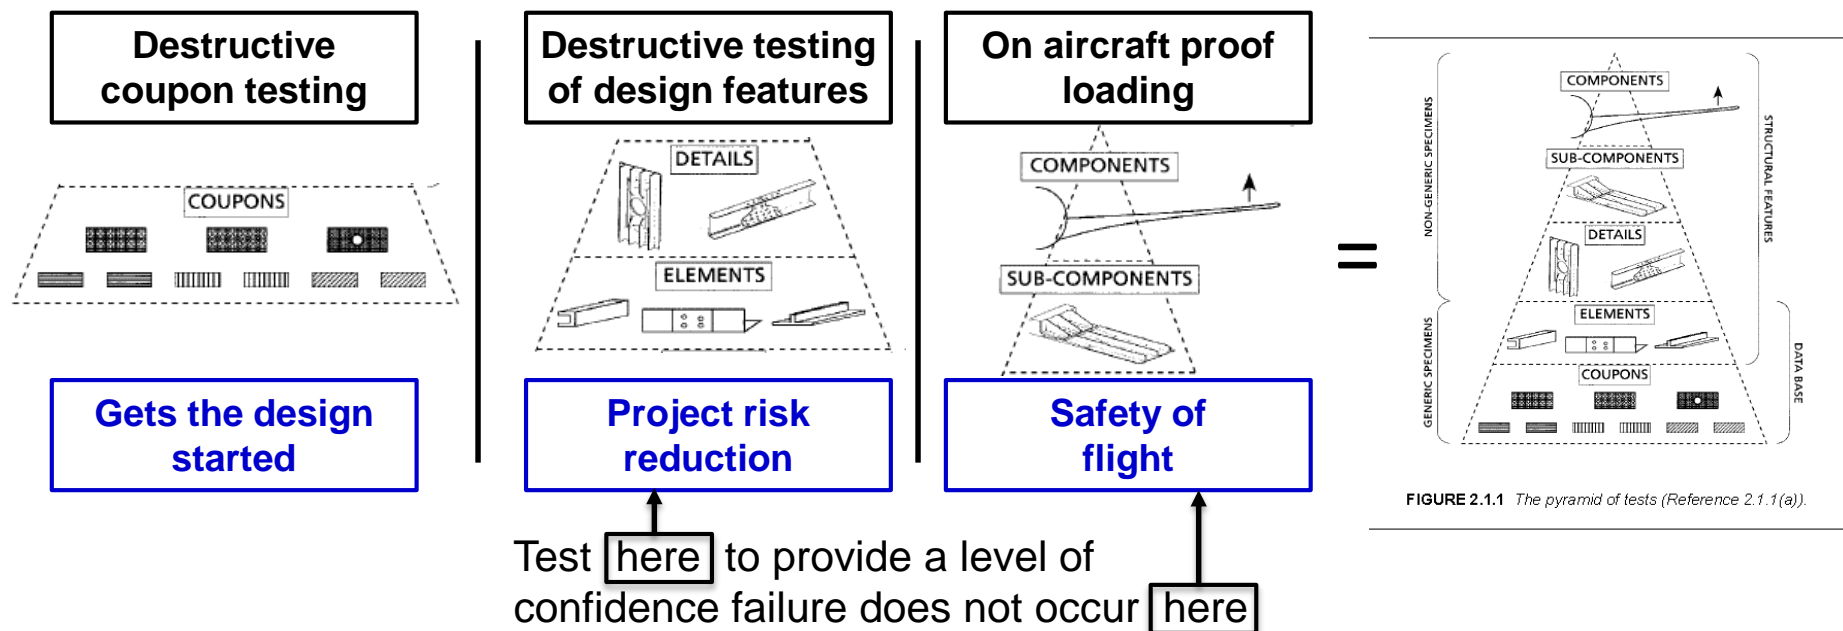 Destructive
coupon testing
COUPONS
Gets the design
started
Destructive testing
of design features
DETAILS
ELEMENTS
Project risk
reduction
On aircraft proof
loading
COMPONENTS
SUB-COMPONENTS
Safety of
flight
Test here to provide a level of
confidence failure does not occur here
=
COMPONENTS
SUB-COMPONENTS
DETAILS
ELEMENTS
COUPONS
NON-GENERIC SPECIMENS
GENERIC SPECIMENS
STRUCTURAL FEATURES
DATA BASE
FIGURE 2.1.1 The pyramid of tests (Reference 2.1.1(a)).